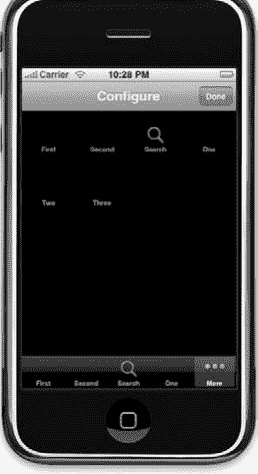 Carrier 10:28 PM
Configure Done
First Second Search One
Two Three
First Second Search One More